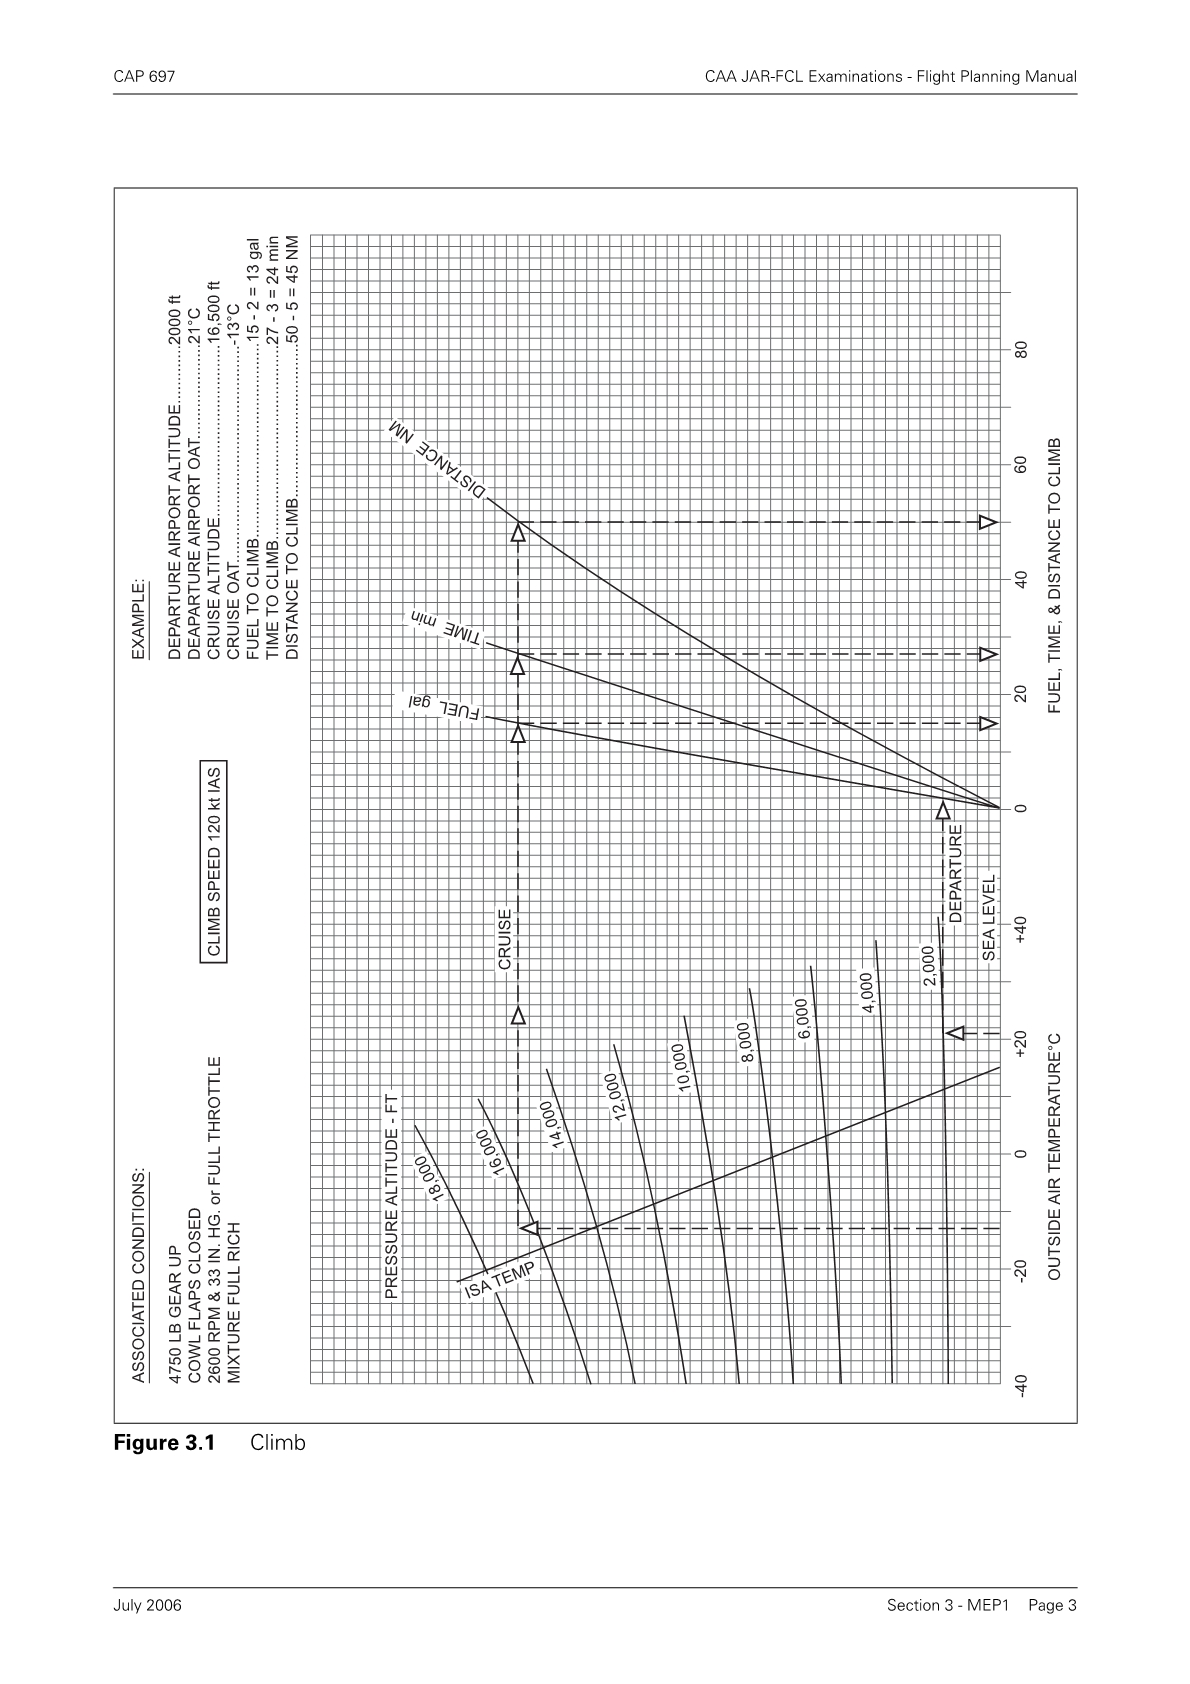 CAP 697
CAA JAR-FCL Examinations - Flight Planning Manual
ASSOCIATED CONDITIONS:
4750 LB GEAR UP
COWL FLAPS CLOSED
2600 RPM & 33 IN. HG. or FULL THROTTLE
MIXTURE FULL RICH
CLIMB SPEED 120 kt IAS
EXAMPLE:
DEPARTURE AIRPORT ALTITUDE...........2000 ft
DEAPARTURE AIRPORT OAT................21°C
CRUISE ALTITUDE.......................................16,500 ft
CRUISE OAT.................................................-13°C
FUEL TO CLIMB............................................15 - 2 = 13 gal
TIME TO CLIMB............................................27 - 3 = 24 min
DISTANCE TO CLIMB...................................50 - 5 = 45 NM
PRESSURE ALTITUDE - FT
18,000
16,000
14,000
12,000
10,000
8,000
6,000
4,000
2,000
SEA LEVEL
ISA TEMP
CRUISE
DEPARTURE
FUEL gal
TIME min
DISTANCE NM
-40
-20
0
+20
+40
0
20
40
60
80
OUTSIDE AIR TEMPERATURE°C
FUEL, TIME, & DISTANCE TO CLIMB
Figure 3.1 Climb
July 2006
Section 3 - MEP1 Page 3